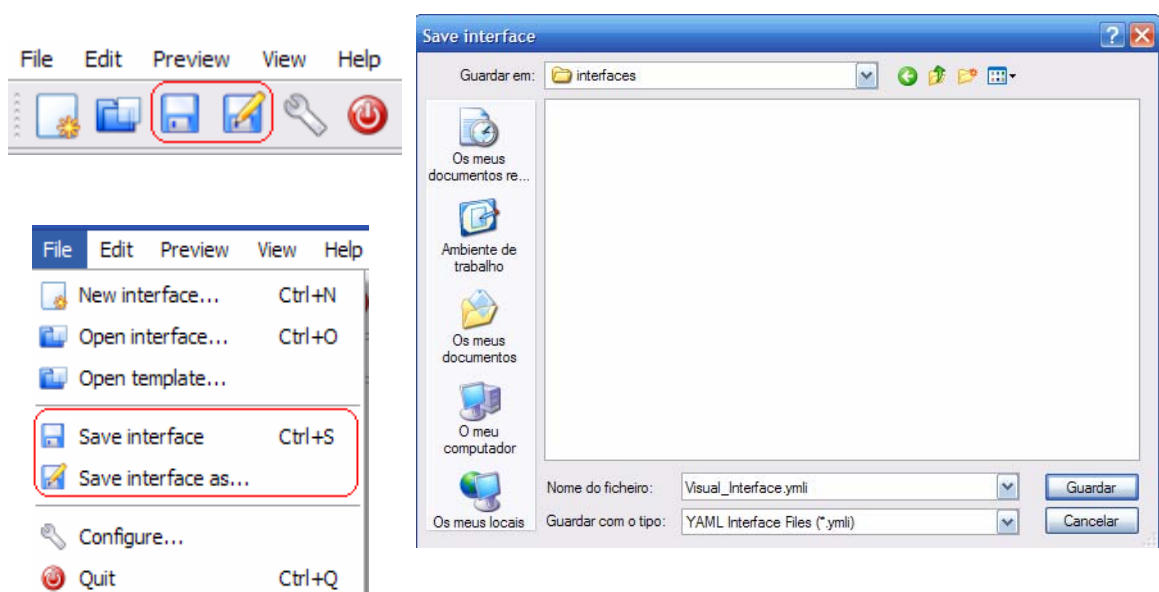 File Edit Preview View Help
File Edit Preview View Help
New interface... Ctrl+N
Open interface... Ctrl+O
Open template...
Save interface Ctrl+S
Save interface as...
Configure...
Quit Ctrl+Q
Save interface
Guardar em: interfaces
Os meus
documentos re...
Ambiente de
trabalho
Os meus
documentos
O meu
computador
Os meus locais
Nome do ficheiro: Visual_Interface.ymli Guardar
Guardar com o tipo: YAML Interface Files (*.ymli) Cancelar